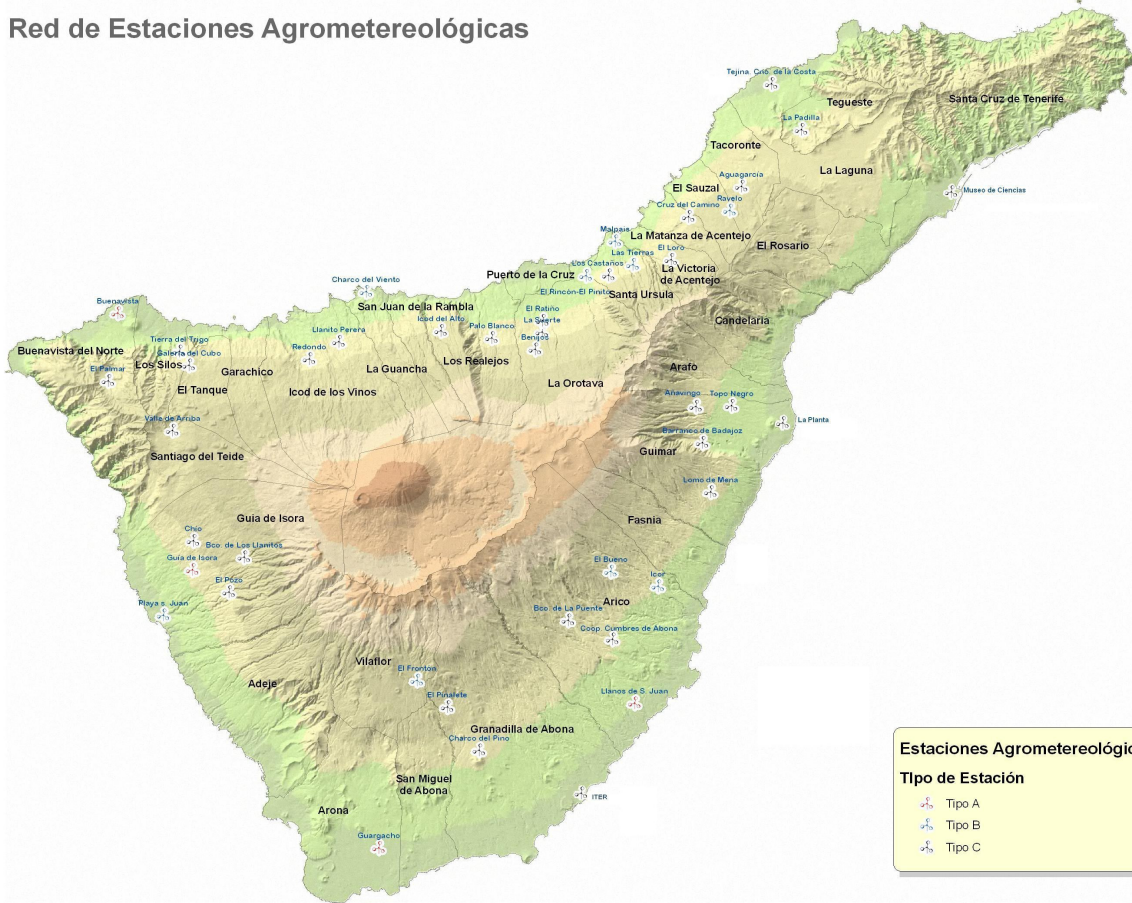 Red de Estaciones Agrometereológicas
Tejina. Cno. de la Costa
Tegueste
Santa Cruz de Tenerife
La Padilla
Tacoronte
La Laguna
Aguagarcía
El Sauzal
Museo de Ciencias
Ravelo
Cruz del Camino
Malpais
La Matanza de Acentejo
El Loro
El Rosario
Las Tierras
Los Castaños
La Victoria
de Acentejo
Puerto de la Cruz
Charco del Viento
El Rincón-El Pinito
Santa Ursula
Buenavista
San Juan de la Rambla
El Ratiño
Icod del Alto
La Suerte
Candelaria
Palo Blanco
Llanito Perera
Tierra del Trigo
Benijos
Redondo
Buenavista del Norte
Galería del Cubo
Los Silos
Los Realejos
El Palmar
Garachico
La Guancha
Arafo
El Tanque
Icod de los Vinos
La Orotava
Añavingo
Topo Negro
Valle de Arriba
La Planta
Barranco de Badajoz
Santiago del Teide
Guimar
Lomo de Mena
Guia de Isora
Fasnia
Chío
Bco. de Los Llanitos
Guía de Isora
El Bueno
El Pozo
Icor
Playa s. Juan
Arico
Bco. de La Puente
Coop. Cumbres de Abona
Vilaflor
El Fronton
Adeje
El Pinalete
Llanos de S. Juan
Granadilla de Abona
Charco del Pino
San Miguel
de Abona
ITER
Arona
Guargacho
Estaciones Agrometereológic
TIpo de Estación
Tipo A
Tipo B
Tipo C